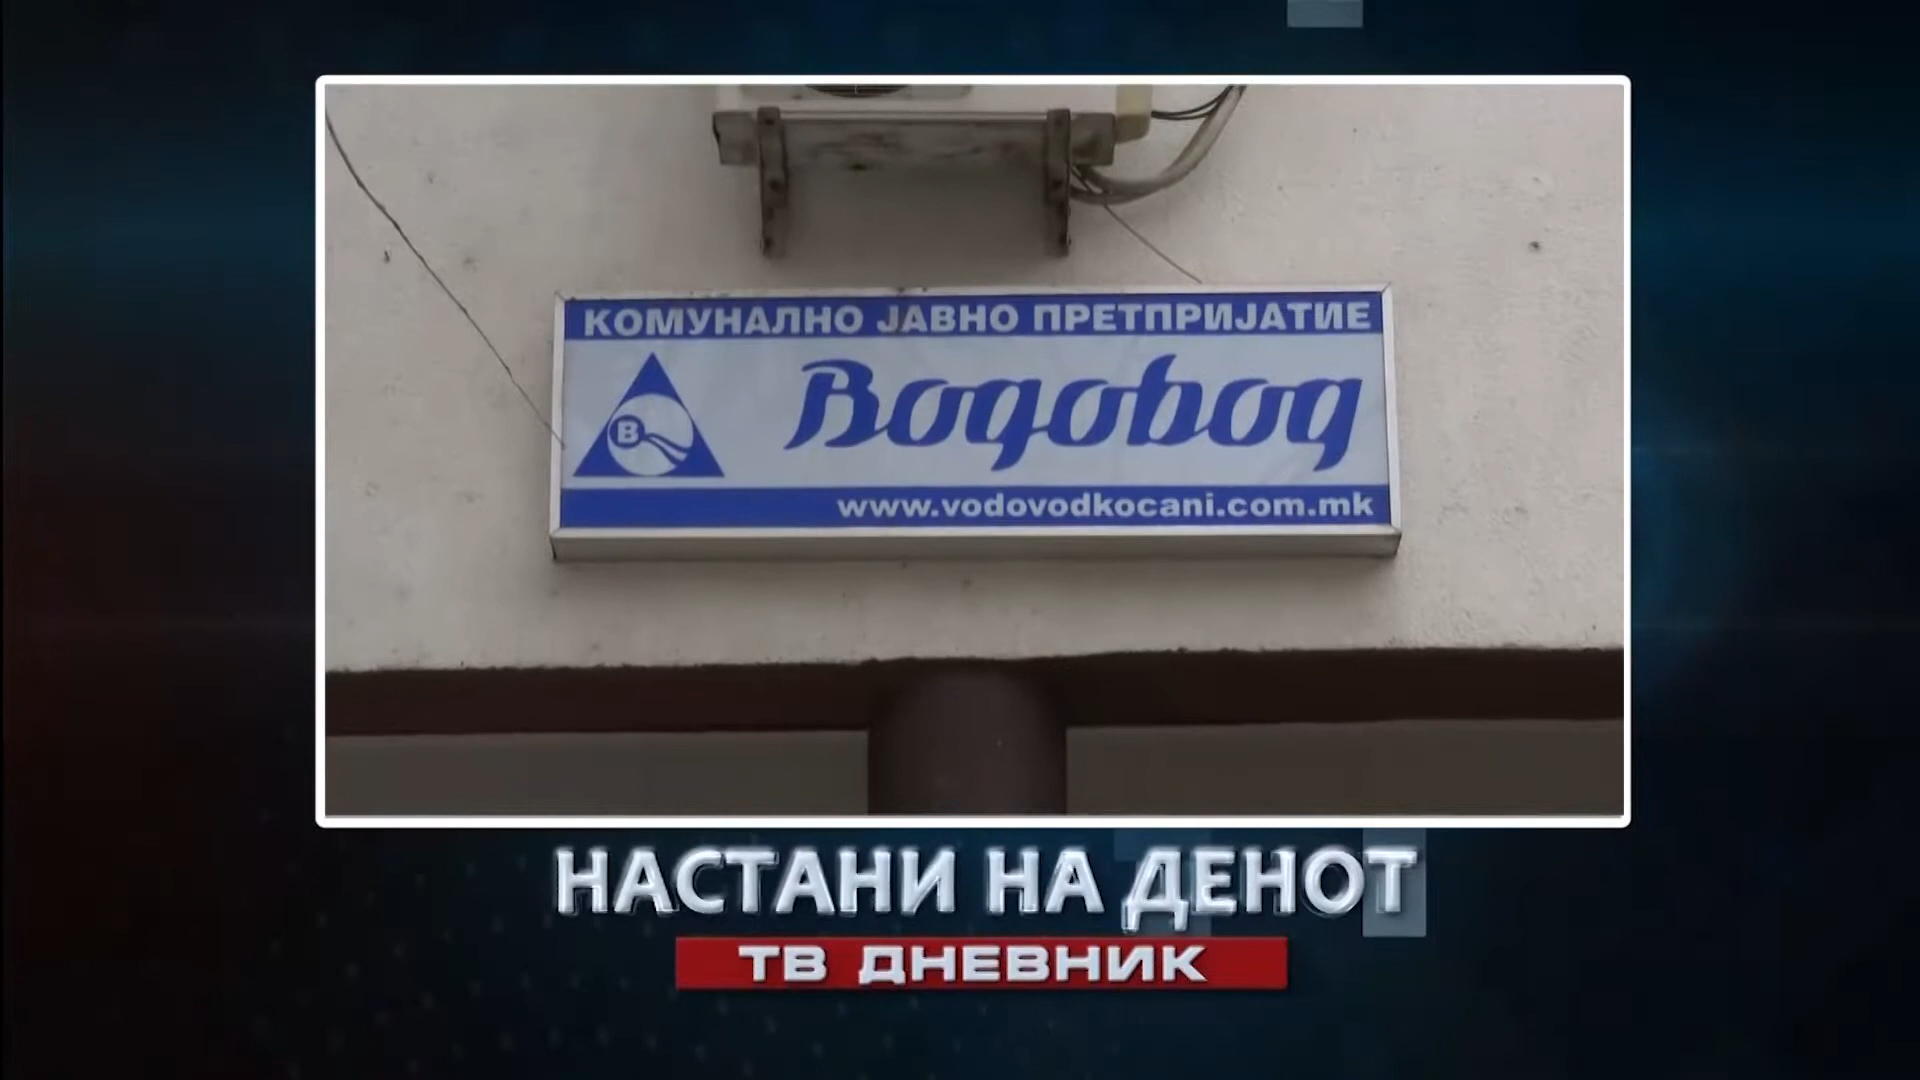 КОМУНАЛНО ЈАВНО ПРЕТПРИЈАТИЕ
В
Водовод
www.vodovodkocani.com.mk
НАСТАНИ НА ДЕНОТ
ТВ ДНЕВНИК